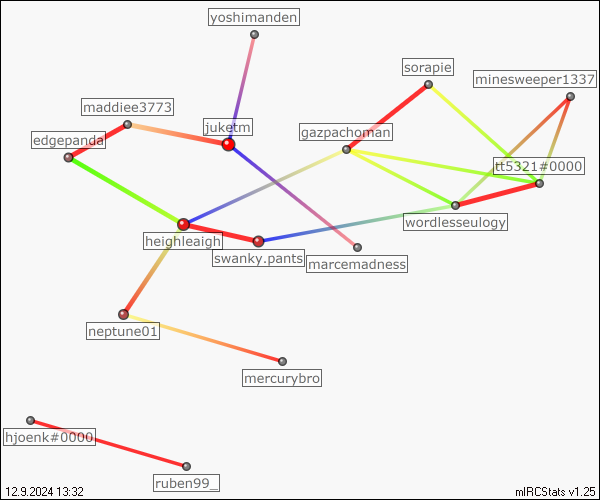 yoshimanden
sorapie
minesweeper1337
maddiee3773
juketm
gazpachoman
edgepanda
tt5321#0000
wordlesseulogy
heighleaigh
swanky.pants
marcemadness
neptune01
mercurybro
hjoenk#0000
ruben99_
12.9.2024 13:32
mIRCStats v1.25